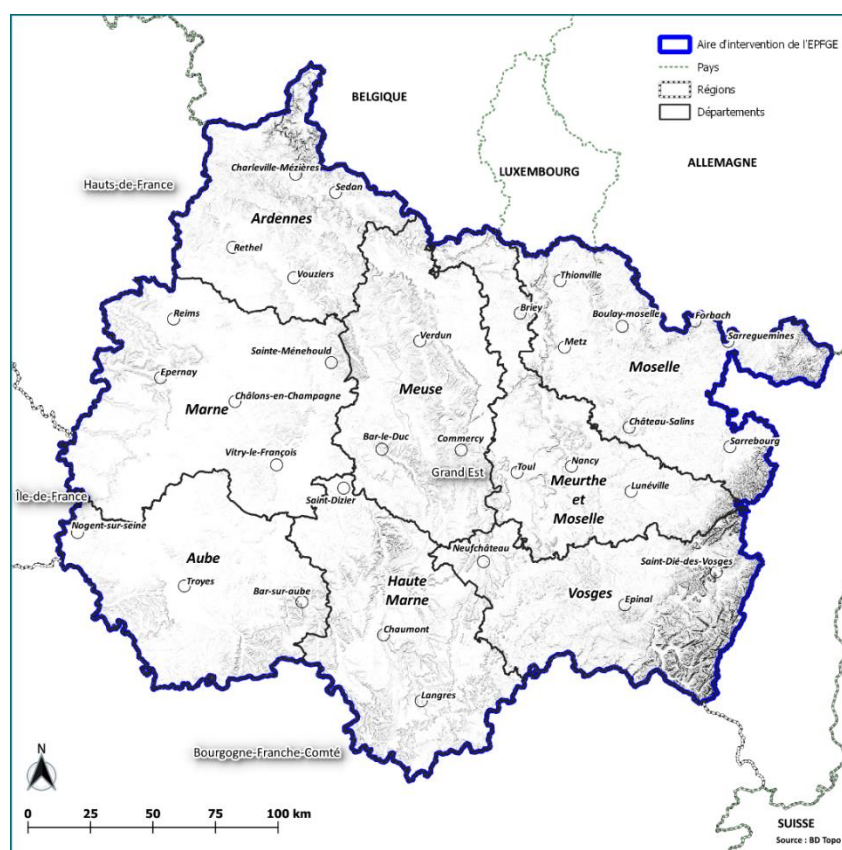 Aire d'intervention de l'EPFGE
Pays
Régions
Départements
BELGIQUE
LUXEMBOURG
ALLEMAGNE
Hauts-de-France
Charleville-Mézières
Sedan
Ardennes
Rethel
Vouziers
Thionville
Reims
Briey
Boulay-moselle
Forbach
Sarreguemines
Verdun
Metz
Sainte-Ménehould
Moselle
Epernay
Meuse
Châlons-en-Champagne
Marne
Château-Salins
Bar-le-Duc
Commercy
Sarrebourg
Vitry-le-François
Grand Est
Toul
Nancy
Meurthe
et
Moselle
Lunéville
Saint-Dizier
Île-de-France
Nogent-sur-seine
Aube
Neufchâteau
Saint-Dié-des-Vosges
Troyes
Bar-sur-aube
Haute
Marne
Vosges
Epinal
Chaumont
Langres
Bourgogne-Franche-Comté
N
0 25 50 75 100 km
SUISSE
Source : BD Topo